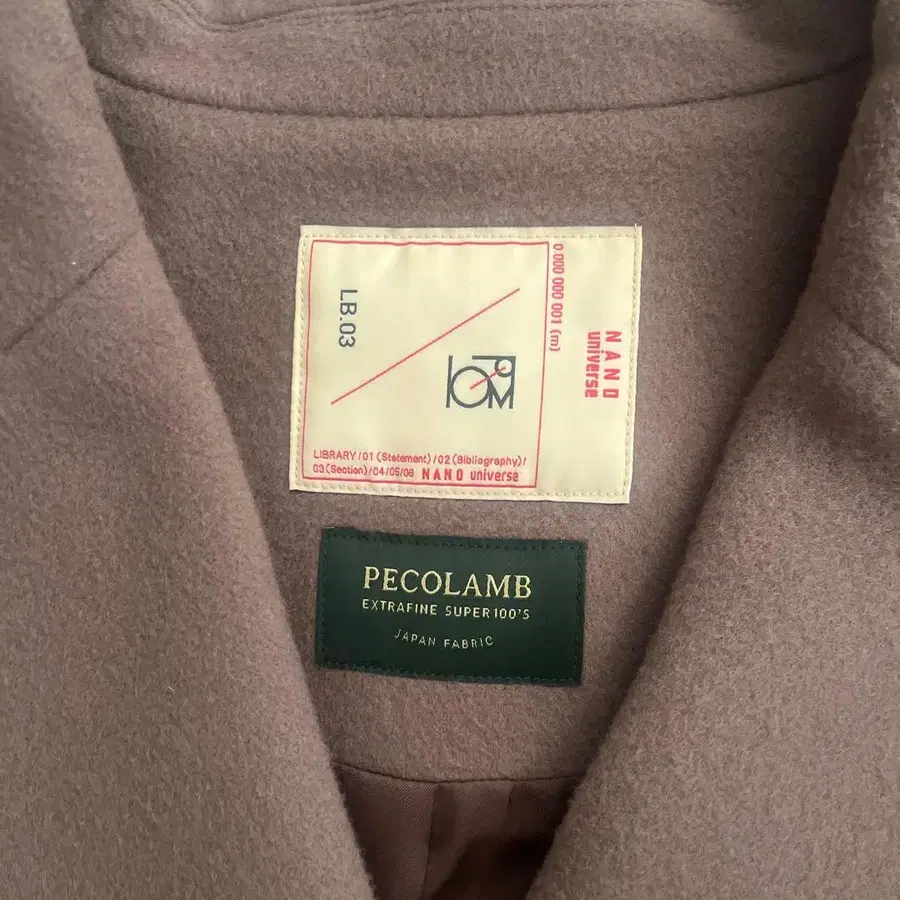 LB.03
0.000 000 001 (m)
NANO
universe
LIBRARY/01(Statement)/02(Bibliography)/
03(Section)/04/05/06 NANO universe
PECOLAMB
EXTRAFINE SUPER100'S
JAPAN FABRIC